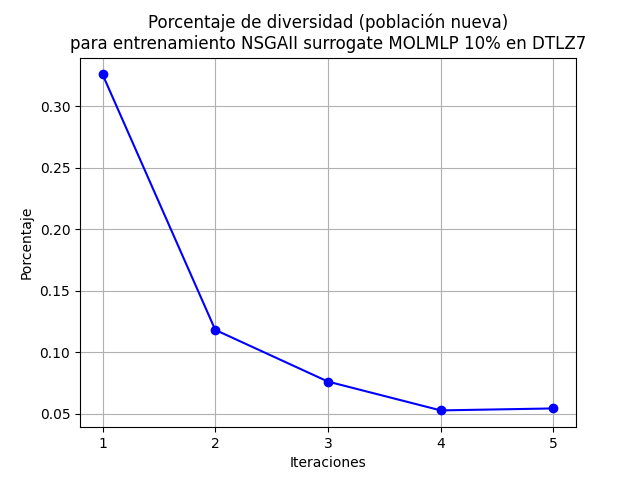 Porcentaje de diversidad (población nueva)
para entrenamiento NSGAII surrogate MOLMLP 10% en DTLZ7
Porcentaje
0.30
0.25
0.20
0.15
0.10
0.05
1 2 3 4 5
Iteraciones